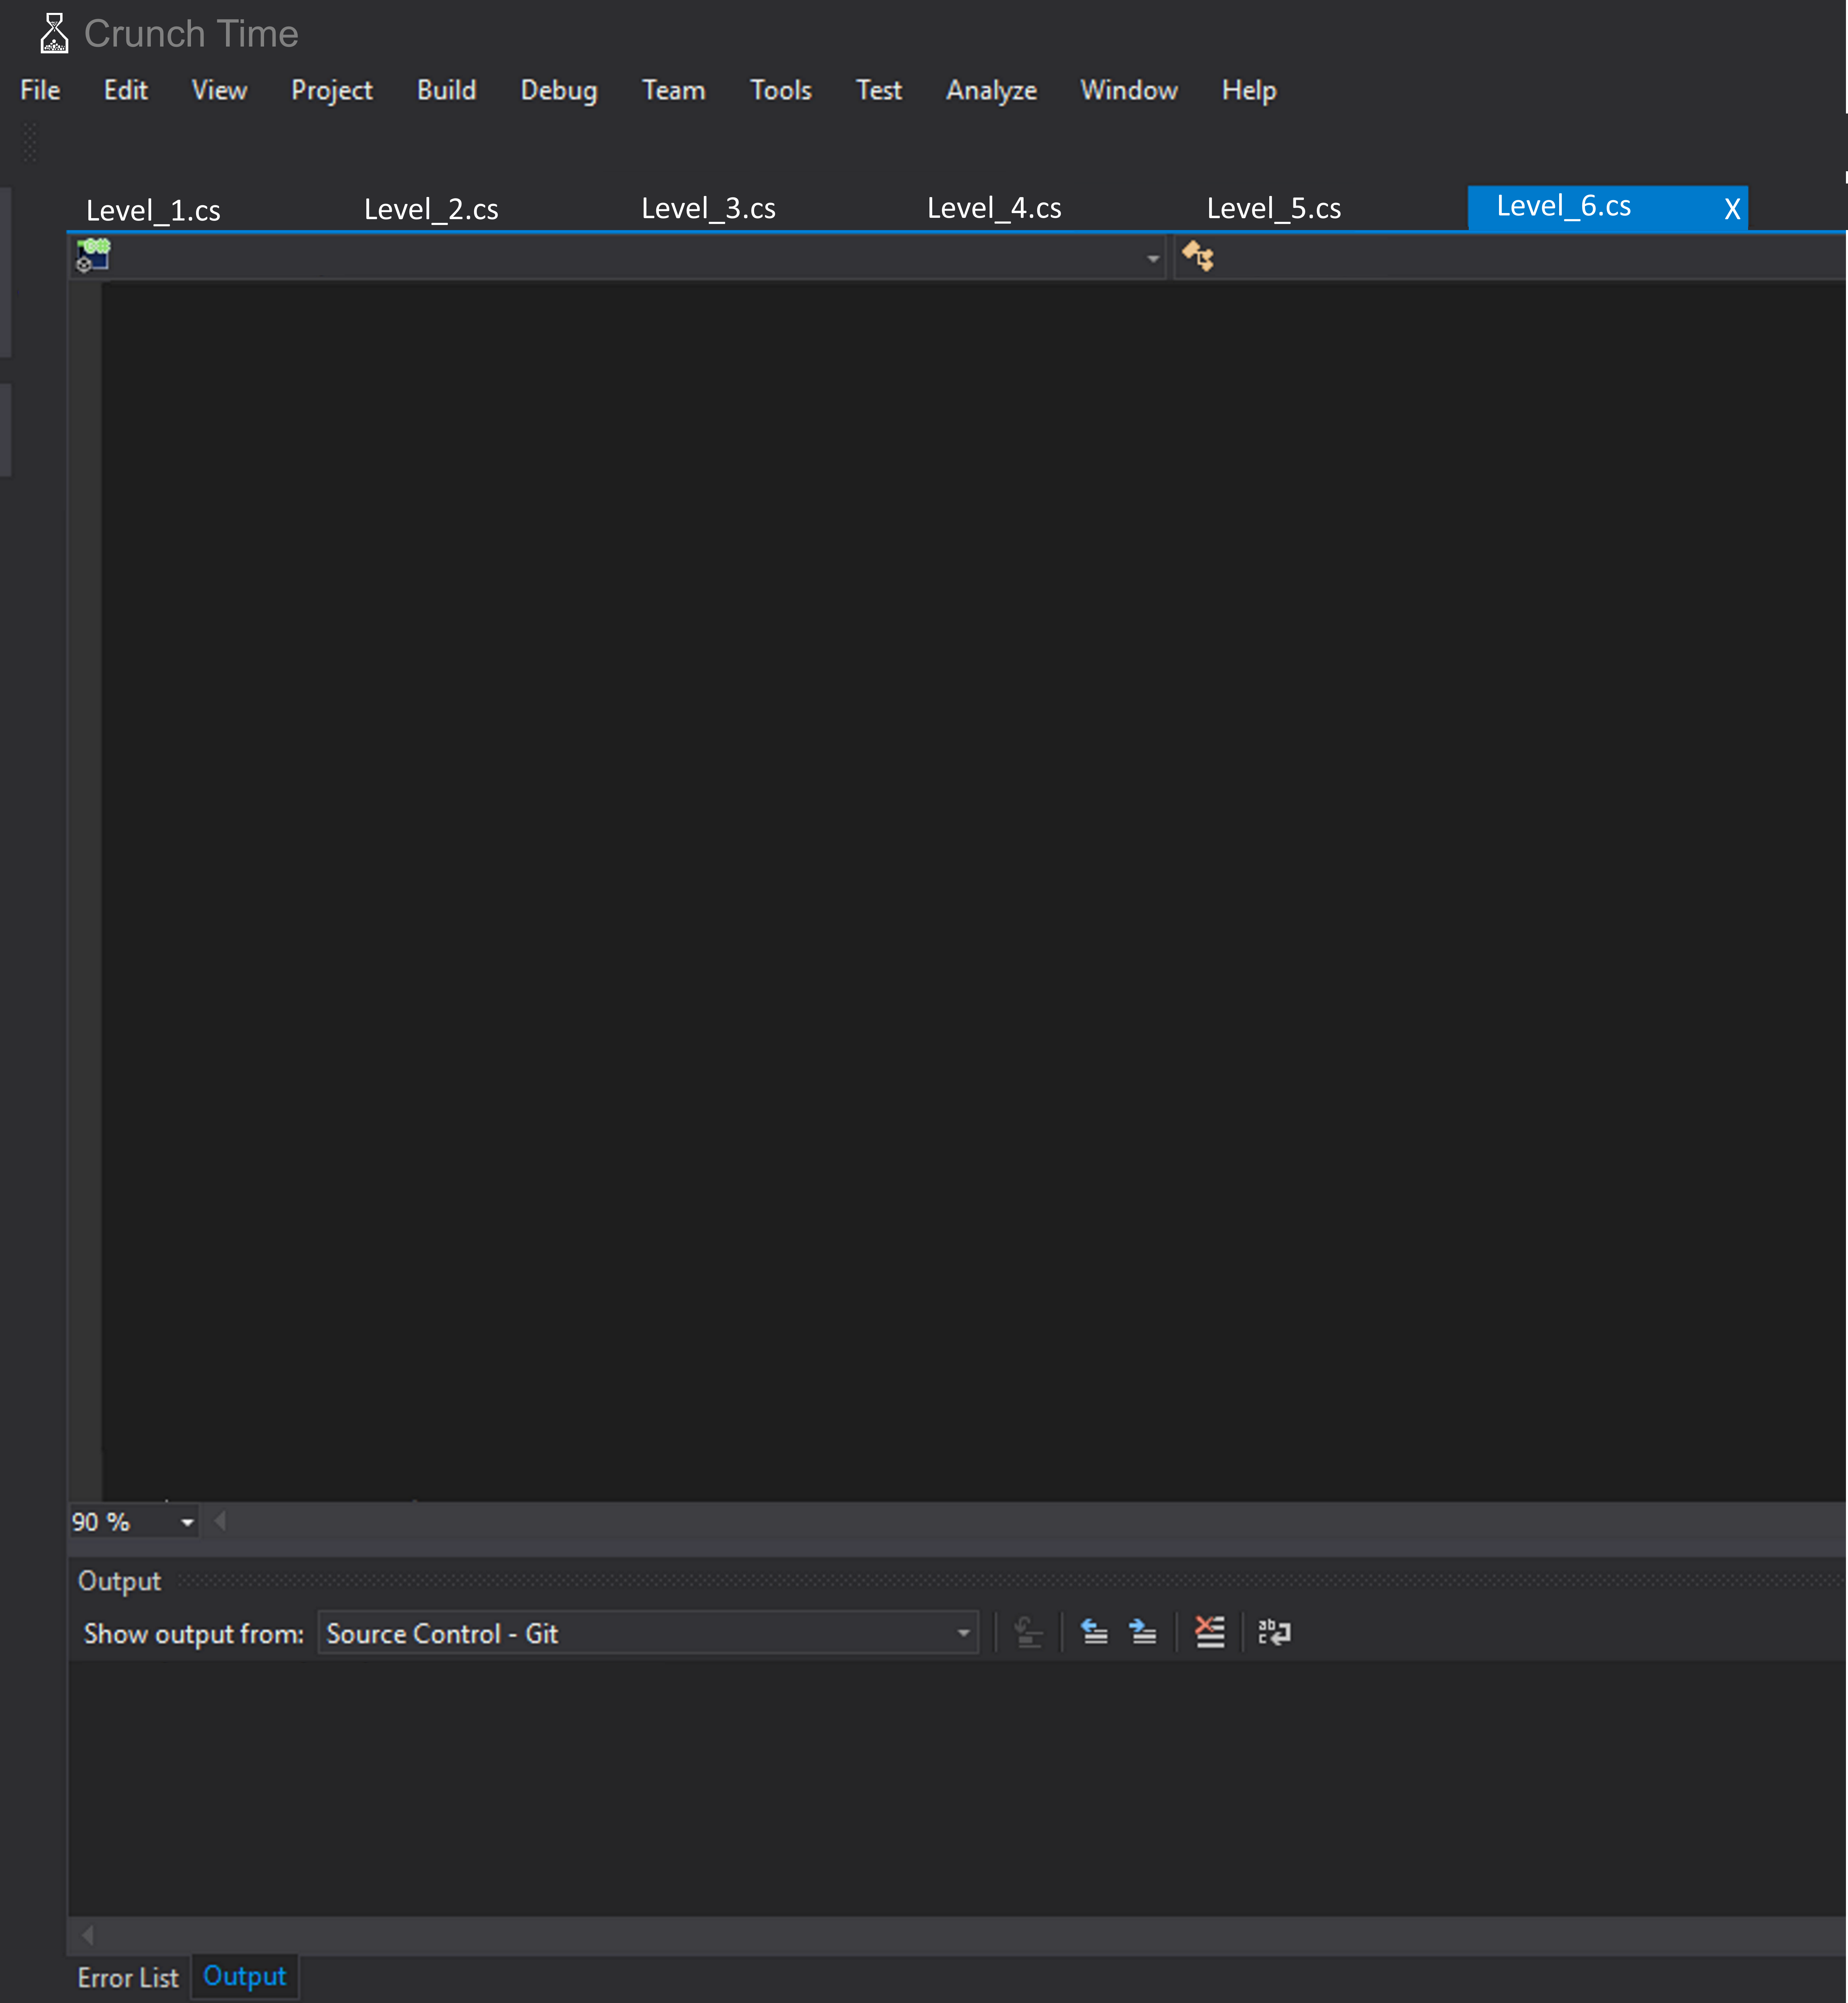 Crunch Time
File Edit View Project Build Debug Team Tools Test Analyze Window Help
Level_1.cs Level_2.cs Level_3.cs Level_4.cs Level_5.cs Level_6.cs X
90 %
Output
Show output from: Source Control - Git
Error List Output